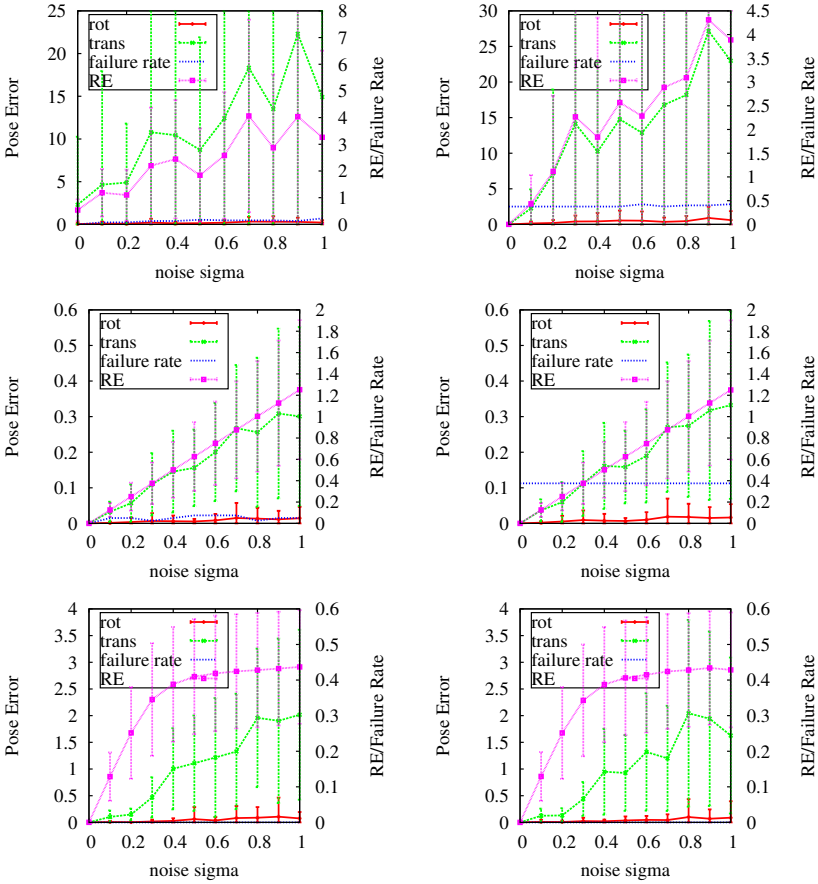 25
20
15
10
5
0
0 0.2 0.4 0.6 0.8 1
8
7
6
5
4
3
2
1
0
Pose Error
RE/Failure Rate
noise sigma
rot
trans
failure rate
RE
30
25
20
15
10
5
0
0 0.2 0.4 0.6 0.8 1
4.5
4
3.5
3
2.5
2
1.5
1
0.5
0
Pose Error
RE/Failure Rate
noise sigma
rot
trans
failure rate
RE
0.6
0.5
0.4
0.3
0.2
0.1
0
0 0.2 0.4 0.6 0.8 1
2
1.8
1.6
1.4
1.2
1
0.8
0.6
0.4
0.2
0
Pose Error
RE/Failure Rate
noise sigma
rot
trans
failure rate
RE
0.6
0.5
0.4
0.3
0.2
0.1
0
0 0.2 0.4 0.6 0.8 1
2
1.8
1.6
1.4
1.2
1
0.8
0.6
0.4
0.2
0
Pose Error
RE/Failure Rate
noise sigma
rot
trans
failure rate
RE
4
3.5
3
2.5
2
1.5
1
0.5
0
0 0.2 0.4 0.6 0.8 1
0.6
0.5
0.4
0.3
0.2
0.1
0
Pose Error
RE/Failure Rate
noise sigma
rot
trans
failure rate
RE
4
3.5
3
2.5
2
1.5
1
0.5
0
0 0.2 0.4 0.6 0.8 1
0.6
0.5
0.4
0.3
0.2
0.1
0
Pose Error
RE/Failure Rate
noise sigma
rot
trans
failure rate
RE